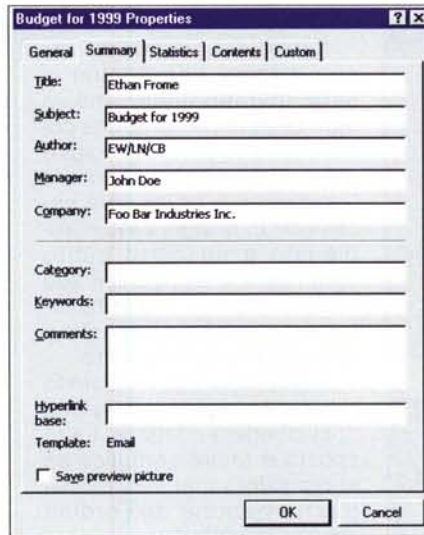 Budget for 1999 Properties
General Summary Statistics Contents Custom
Title: Ethan Frome
Subject: Budget for 1999
Author: EW/LN/CB
Manager: John Doe
Company: Foo Bar Industries Inc.
Category:
Keywords:
Comments:
Hyperlink
base:
Template: Email
Save preview picture
OK Cancel